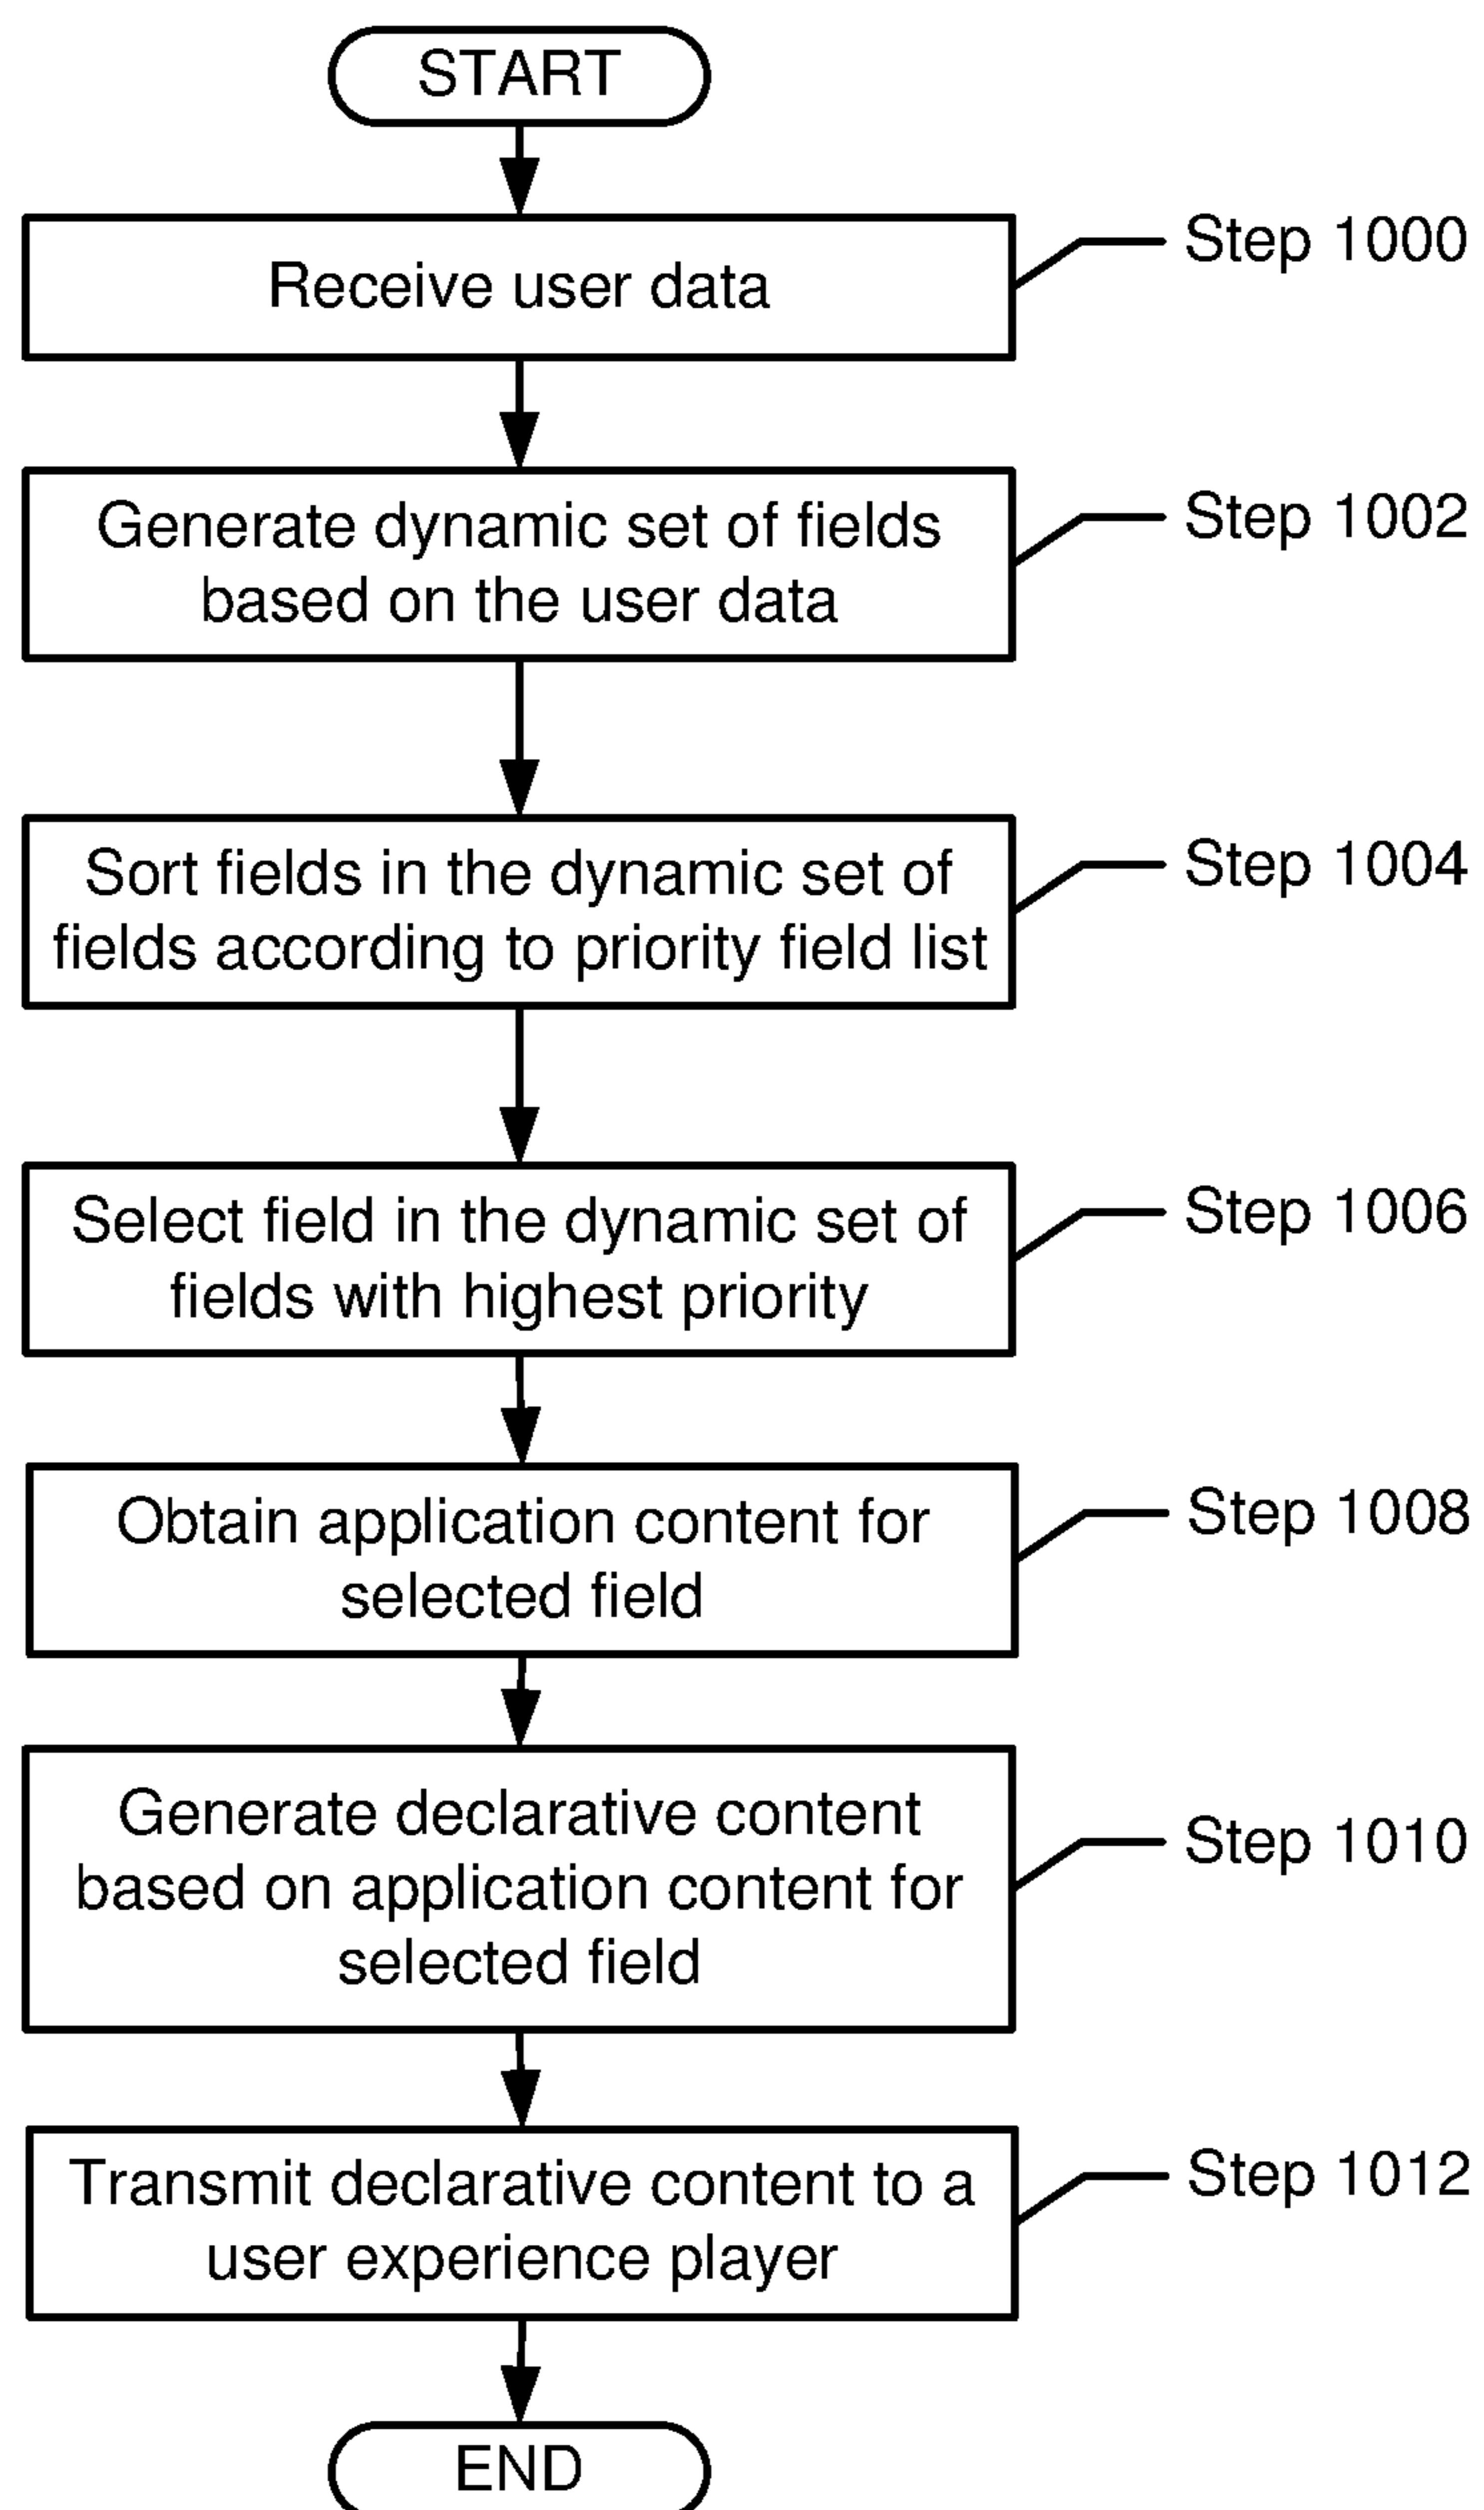 START
Receive user data
Step 1000
Generate dynamic set of fields
based on the user data
Step 1002
Sort fields in the dynamic set of
fields according to priority field list
Step 1004
Select field in the dynamic set of
fields with highest priority
Step 1006
Obtain application content for
selected field
Step 1008
Generate declarative content
based on application content for
selected field
Step 1010
Transmit declarative content to a
user experience player
Step 1012
END